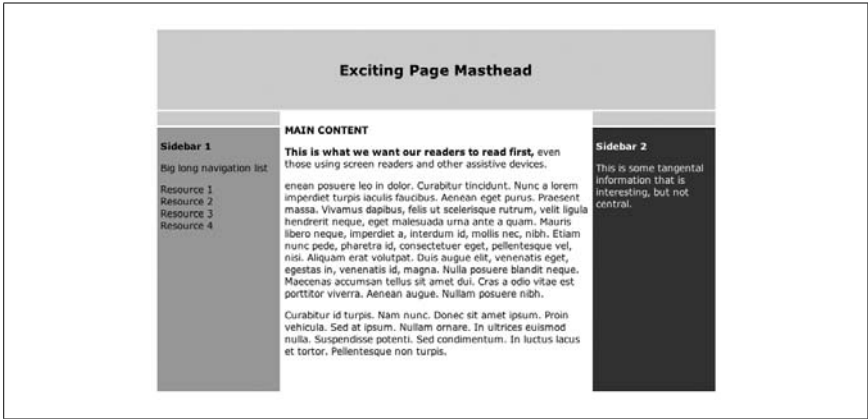 Exciting Page Masthead
Sidebar 1
Big long navigation list
Resource 1
Resource 2
Resource 3
Resource 4
MAIN CONTENT
This is what we want our readers to read first, even
those using screen readers and other assistive devices.
enean posuere leo in dolor. Curabitur tincidunt. Nunc a lorem
imperdiet turpis iaculis faucibus. Aenean eget purus. Praesent
massa. Vivamus dapibus, felis ut scelerisque rutrum, velit ligula
hendrerit neque, eget malesuada urna ante a quam. Mauris
libero neque, imperdiet a, interdum id, mollis nec, nibh. Etiam
nunc pede, pharetra id, consectetuer eget, pellentesque vel,
nisi. Aliquam erat volutpat. Duis augue elit, venenatis eget,
egestas in, venenatis id, magna. Nulla posuere blandit neque.
Maecenas accumsan tellus sit amet dui. Cras a odio vitae est
porttitor viverra. Aenean augue. Nullam posuere nibh.
Curabitur id turpis. Nam nunc. Donec sit amet ipsum. Proin
vehicula. Sed at ipsum. Nullam ornare. In ultrices euismod
nulla. Suspendisse potenti. Sed condimentum. In luctus lacus
et tortor. Pellentesque non turpis.
Sidebar 2
This is some tangental
information that is
interesting, but not
central.